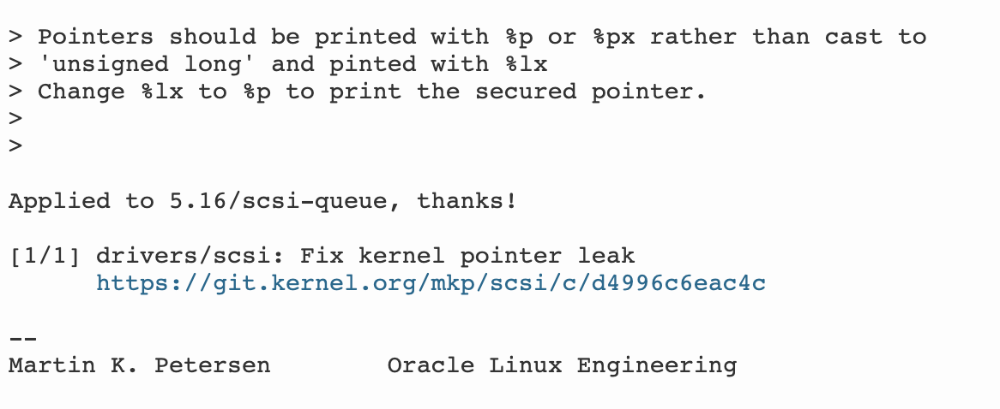 > Pointers should be printed with %p or %px rather than cast to
> 'unsigned long' and pinted with %lx
> Change %lx to %p to print the secured pointer.
>
>
Applied to 5.16/scsi-queue, thanks!
[1/1] drivers/scsi: Fix kernel pointer leak
https://git.kernel.org/mkp/scsi/c/d4996c6eac4c
--
Martin K. Petersen Oracle Linux Engineering